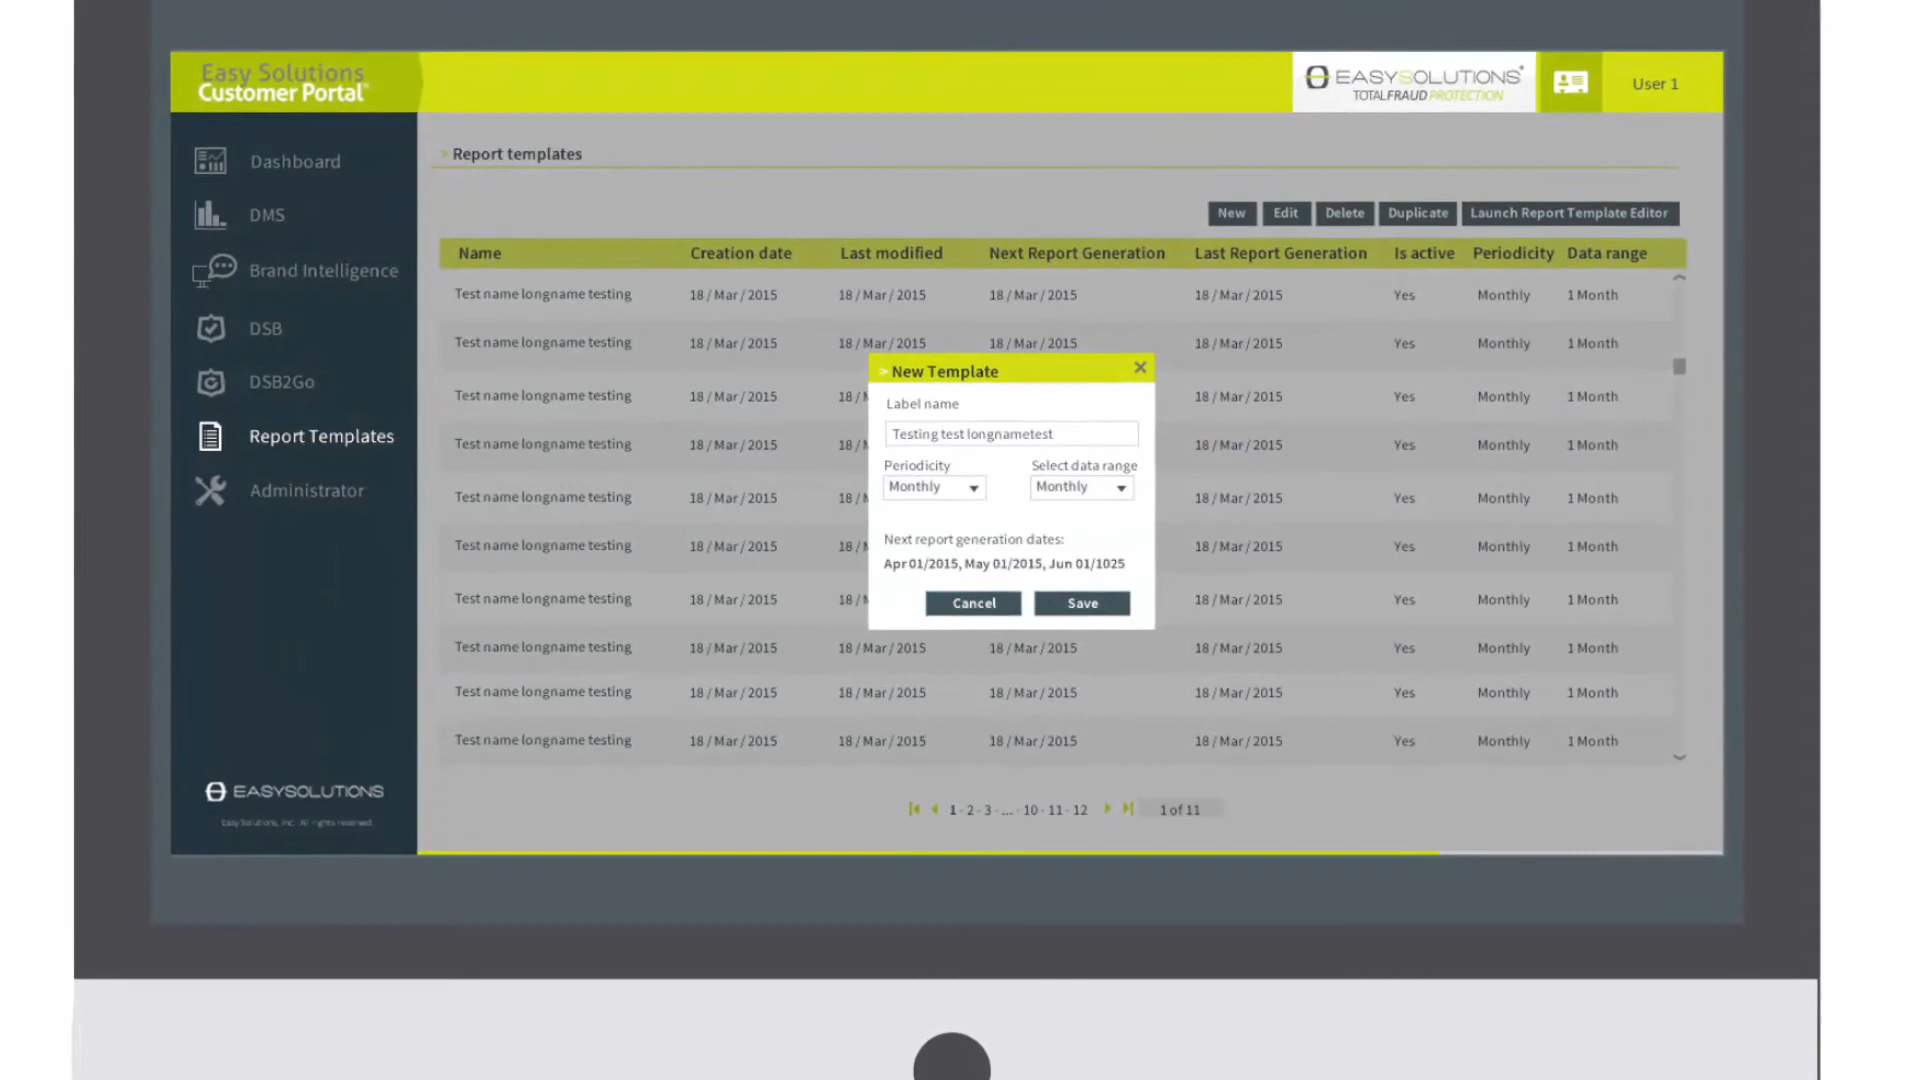 Easy Solutions
Customer Portal
EASYSOLUTIONS®
TOTALFRAUD PROTECTION
User 1
Dashboard
DMS
Brand Intelligence
DSB
DSB2Go
Report Templates
Administrator
EASYSOLUTIONS
Easy Solutions, Inc. All rights reserved.
> Report templates
New Edit Delete Duplicate Launch Report Template Editor
Name Creation date Last modified Next Report Generation Last Report Generation Is active Periodicity Data range
Test name longname testing 18 / Mar / 2015 18 / Mar / 2015 18 / Mar / 2015 18 / Mar / 2015 Yes Monthly 1 Month
Test name longname testing 18 / Mar / 2015 18 / Mar / 2015 18 / Mar / 2015 18 / Mar / 2015 Yes Monthly 1 Month
Test name longname testing 18 / Mar / 2015 18 / 18 / Mar / 2015 Yes Monthly 1 Month
Test name longname testing 18 / Mar / 2015 18 / 18 / Mar / 2015 Yes Monthly 1 Month
Test name longname testing 18 / Mar / 2015 18 / 18 / Mar / 2015 Yes Monthly 1 Month
Test name longname testing 18 / Mar / 2015 18 / 18 / Mar / 2015 Yes Monthly 1 Month
Test name longname testing 18 / Mar / 2015 18 / 18 / Mar / 2015 Yes Monthly 1 Month
Test name longname testing 18 / Mar / 2015 18 / Mar / 2015 18 / Mar / 2015 18 / Mar / 2015 Yes Monthly 1 Month
Test name longname testing 18 / Mar / 2015 18 / Mar / 2015 18 / Mar / 2015 18 / Mar / 2015 Yes Monthly 1 Month
Test name longname testing 18 / Mar / 2015 18 / Mar / 2015 18 / Mar / 2015 18 / Mar / 2015 Yes Monthly 1 Month
1 - 2 - 3 - ... - 10 - 11 - 12 1 of 11
> New Template
Label name
Testing test longnametest
Periodicity Select data range
Monthly Monthly
Next report generation dates:
Apr 01/2015, May 01/2015, Jun 01/1025
Cancel Save